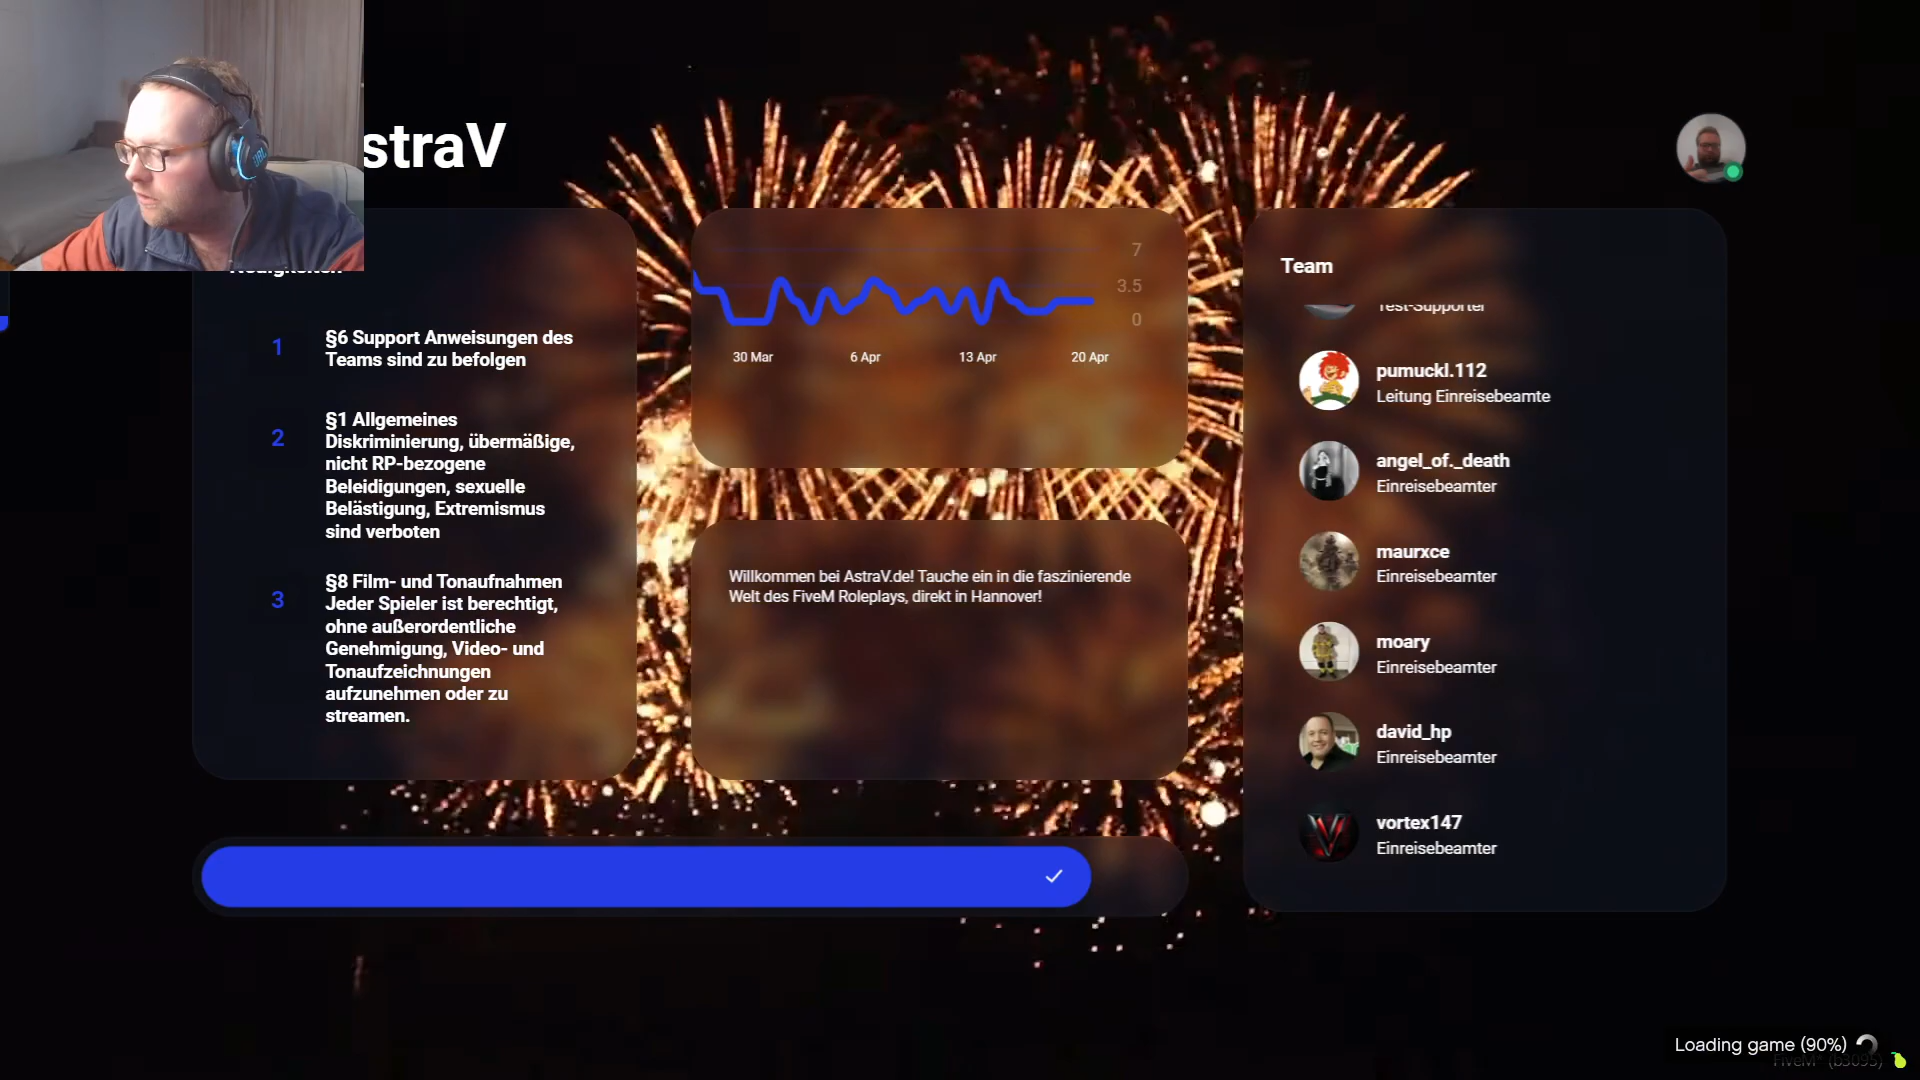 straV
Neuigkeiten
1
§6 Support Anweisungen des
Teams sind zu befolgen
2
§1 Allgemeines
Diskriminierung, übermäßige,
nicht RP-bezogene
Beleidigungen, sexuelle
Belästigung, Extremismus
sind verboten
3
§8 Film- und Tonaufnahmen
Jeder Spieler ist berechtigt,
ohne außerordentliche
Genehmigung, Video- und
Tonaufzeichnungen
aufzunehmen oder zu
streamen.
7
3.5
0
30 Mar
6 Apr
13 Apr
20 Apr
Willkommen bei AstraV.de! Tauche ein in die faszinierende
Welt des FiveM Roleplays, direkt in Hannover!
Team
Test-Supporter
pumuckl.112
Leitung Einreisebeamte
angel_of._death
Einreisebeamter
maurxce
Einreisebeamter
moary
Einreisebeamter
david_hp
Einreisebeamter
vortex147
Einreisebeamter
Loading game (90%)
JBL